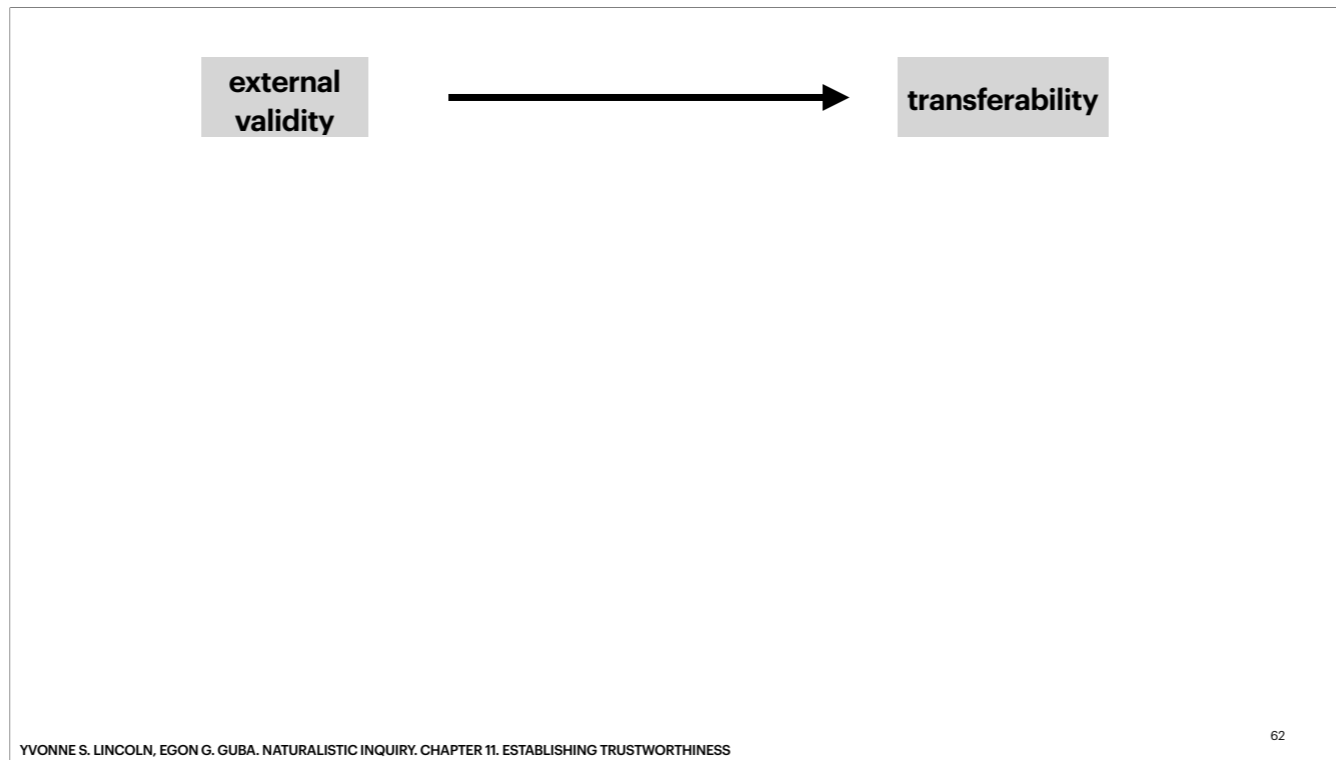 external
validity
transferability
62
YVONNE S. LINCOLN, EGON G. GUBA. NATURALISTIC INQUIRY. CHAPTER 11. ESTABLISHING TRUSTWORTHINESS